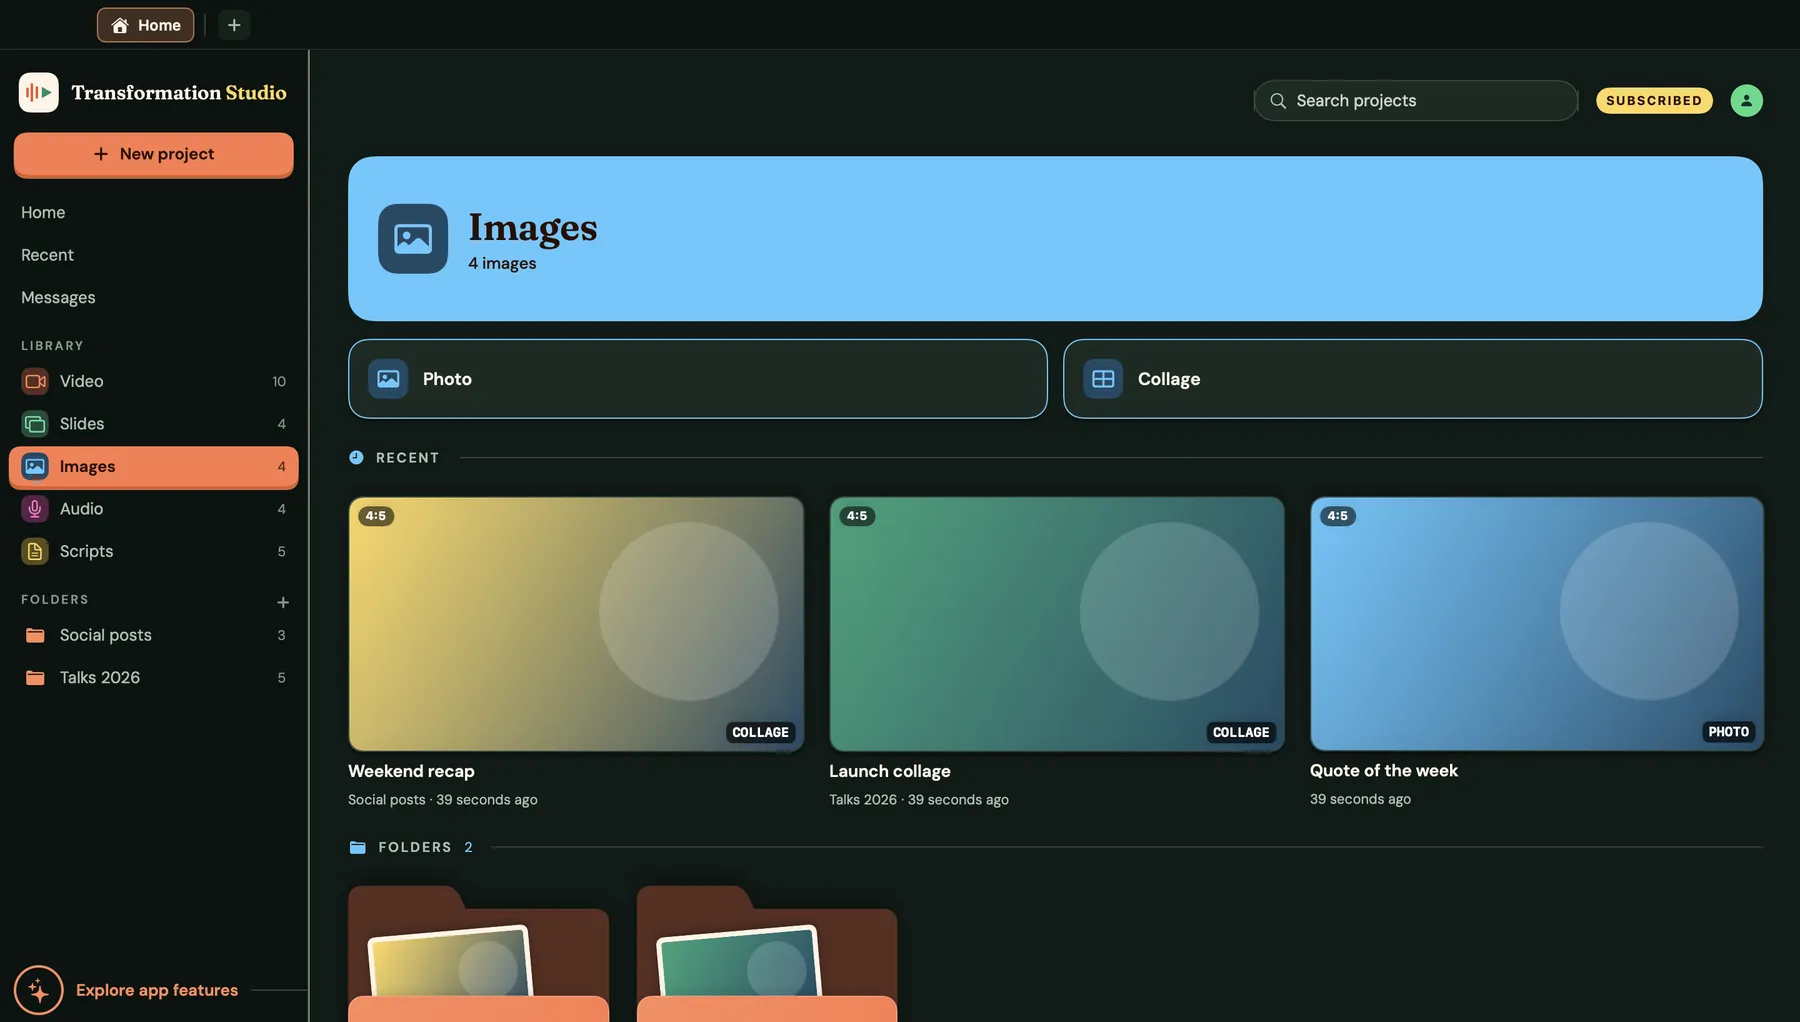 Home
Transformation Studio
New project
Home
Recent
Messages
LIBRARY
Video 10
Slides 4
Images 4
Audio 4
Scripts 5
FOLDERS
Social posts 3
Talks 2026 5
Explore app features
Search projects
SUBSCRIBED
Images
4 images
Photo
Collage
RECENT
4:5
COLLAGE
Weekend recap
Social posts · 39 seconds ago
4:5
COLLAGE
Launch collage
Talks 2026 · 39 seconds ago
4:5
PHOTO
Quote of the week
39 seconds ago
FOLDERS 2